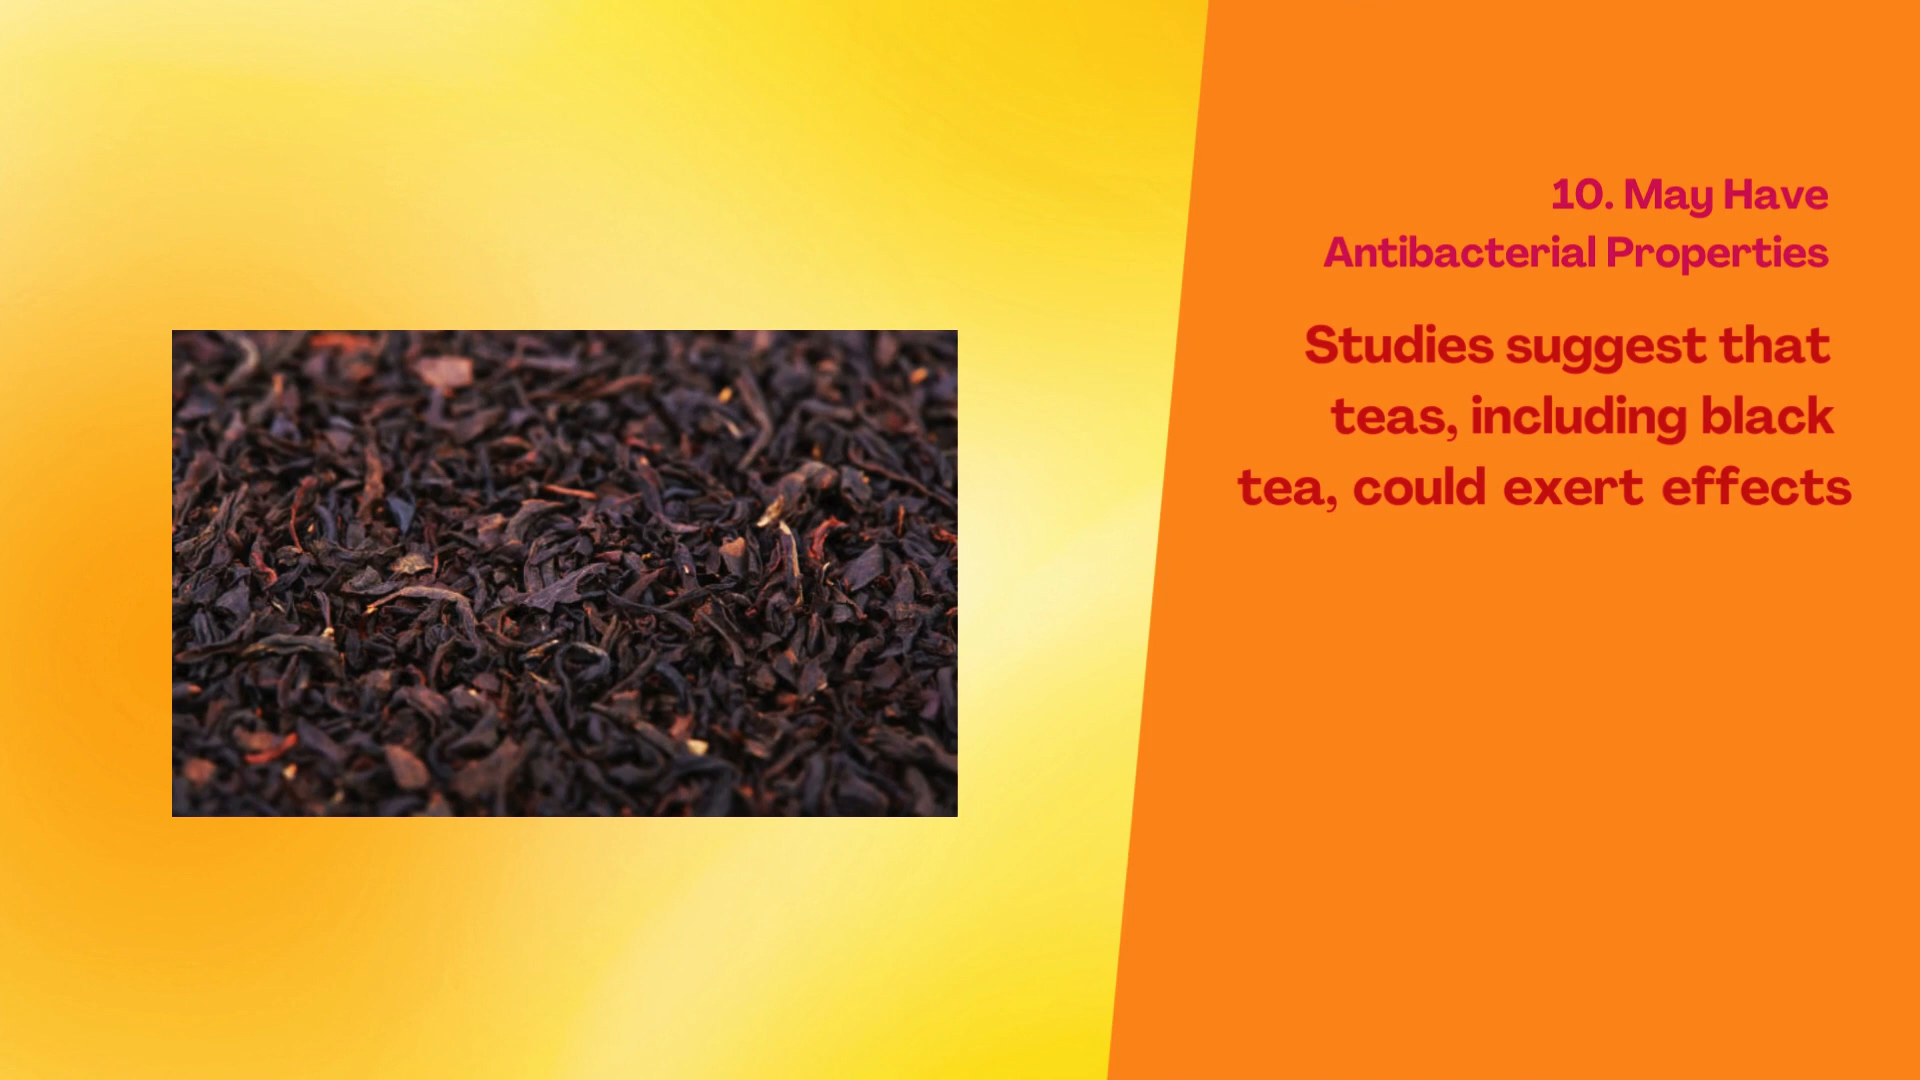 10. May Have
Antibacterial Properties
Studies suggest that
teas, including black
tea, could exert effects